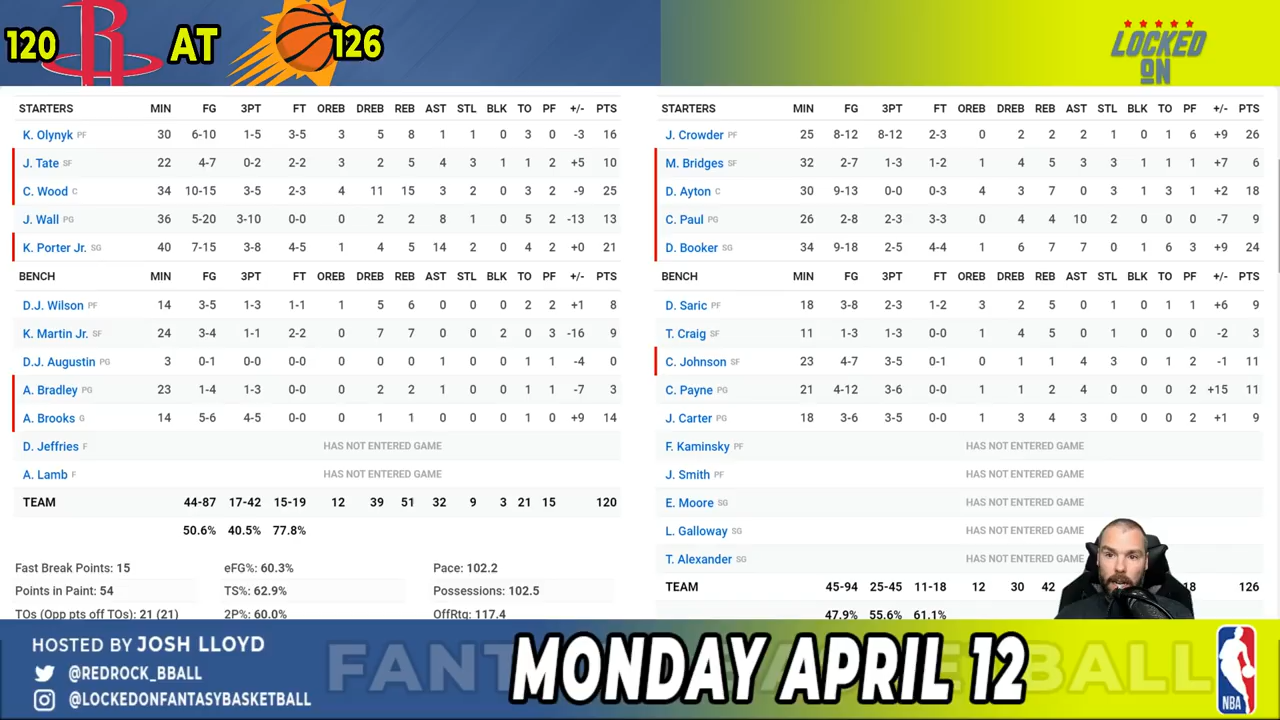 120 R AT 126
LOCKED
ON
STARTERS MIN FG 3PT FT OREB DREB REB AST STL BLK TO PF +/- PTS
K. Olynyk PF 30 6-10 1-5 3-5 3 5 8 1 1 0 3 0 -3 16
J. Tate SF 22 4-7 0-2 2-2 3 2 5 4 3 1 1 2 +5 10
C. Wood C 34 10-15 3-5 2-3 4 11 15 3 2 0 3 2 -9 25
J. Wall PG 36 5-20 3-10 0-0 0 2 2 8 1 0 5 2 -13 13
K. Porter Jr. SG 40 7-15 3-8 4-5 1 4 5 14 2 0 4 2 +0 21
BENCH MIN FG 3PT FT OREB DREB REB AST STL BLK TO PF +/- PTS
D.J. Wilson PF 14 3-5 1-3 1-1 1 5 6 0 0 0 2 2 +1 8
K. Martin Jr. SF 24 3-4 1-1 2-2 0 7 7 0 0 2 0 3 -16 9
D.J. Augustin PG 3 0-1 0-0 0-0 0 0 0 1 0 0 1 1 -4 0
A. Bradley PG 23 1-4 1-3 0-0 0 2 2 1 0 0 1 1 -7 3
A. Brooks G 14 5-6 4-5 0-0 0 1 1 0 0 0 1 0 +9 14
D. Jeffries F HAS NOT ENTERED GAME
A. Lamb F HAS NOT ENTERED GAME
TEAM 44-87 17-42 15-19 12 39 51 32 9 3 21 15 120
50.6% 40.5% 77.8%
Fast Break Points: 15 eFG%: 60.3% Pace: 102.2
Points in Paint: 54 TS%: 62.9% Possessions: 102.5
TOs (Opp pts off TOs): 21 (21) 2P%: 60.0% OffRtg: 117.4
STARTERS MIN FG 3PT FT OREB DREB REB AST STL BLK TO PF +/- PTS
J. Crowder PF 25 8-12 8-12 2-3 0 2 2 2 1 0 1 6 +9 26
M. Bridges SF 32 2-7 1-3 1-2 1 4 5 3 3 1 1 1 +7 6
D. Ayton C 30 9-13 0-0 0-3 4 3 7 0 3 1 3 1 +2 18
C. Paul PG 26 2-8 2-3 3-3 0 4 4 10 2 0 0 0 -7 9
D. Booker SG 34 9-18 2-5 4-4 1 6 7 7 0 1 6 3 +9 24
BENCH MIN FG 3PT FT OREB DREB REB AST STL BLK TO PF +/- PTS
D. Saric PF 18 3-8 2-3 1-2 3 2 5 0 1 0 1 1 +6 9
T. Craig SF 11 1-3 1-3 0-0 1 4 5 0 1 0 0 0 -2 3
C. Johnson SF 23 4-7 3-5 0-1 0 1 1 4 3 0 1 2 -1 11
C. Payne PG 21 4-12 3-6 0-0 1 1 2 4 0 0 0 2 +15 11
J. Carter PG 18 3-6 3-5 0-0 1 3 4 3 0 0 0 2 +1 9
F. Kaminsky PF HAS NOT ENTERED GAME
J. Smith PF HAS NOT ENTERED GAME
E. Moore SG HAS NOT ENTERED GAME
L. Galloway SG HAS NOT ENTERED GAME
T. Alexander SG HAS NOT ENTERED GAME
TEAM 45-94 25-45 11-18 12 30 42 18 126
47.9% 55.6% 61.1%
HOSTED BY JOSH LLOYD
@REDROCK_BBALL
@LOCKEDONFANTASYBASKETBALL
MONDAY APRIL 12
NBA